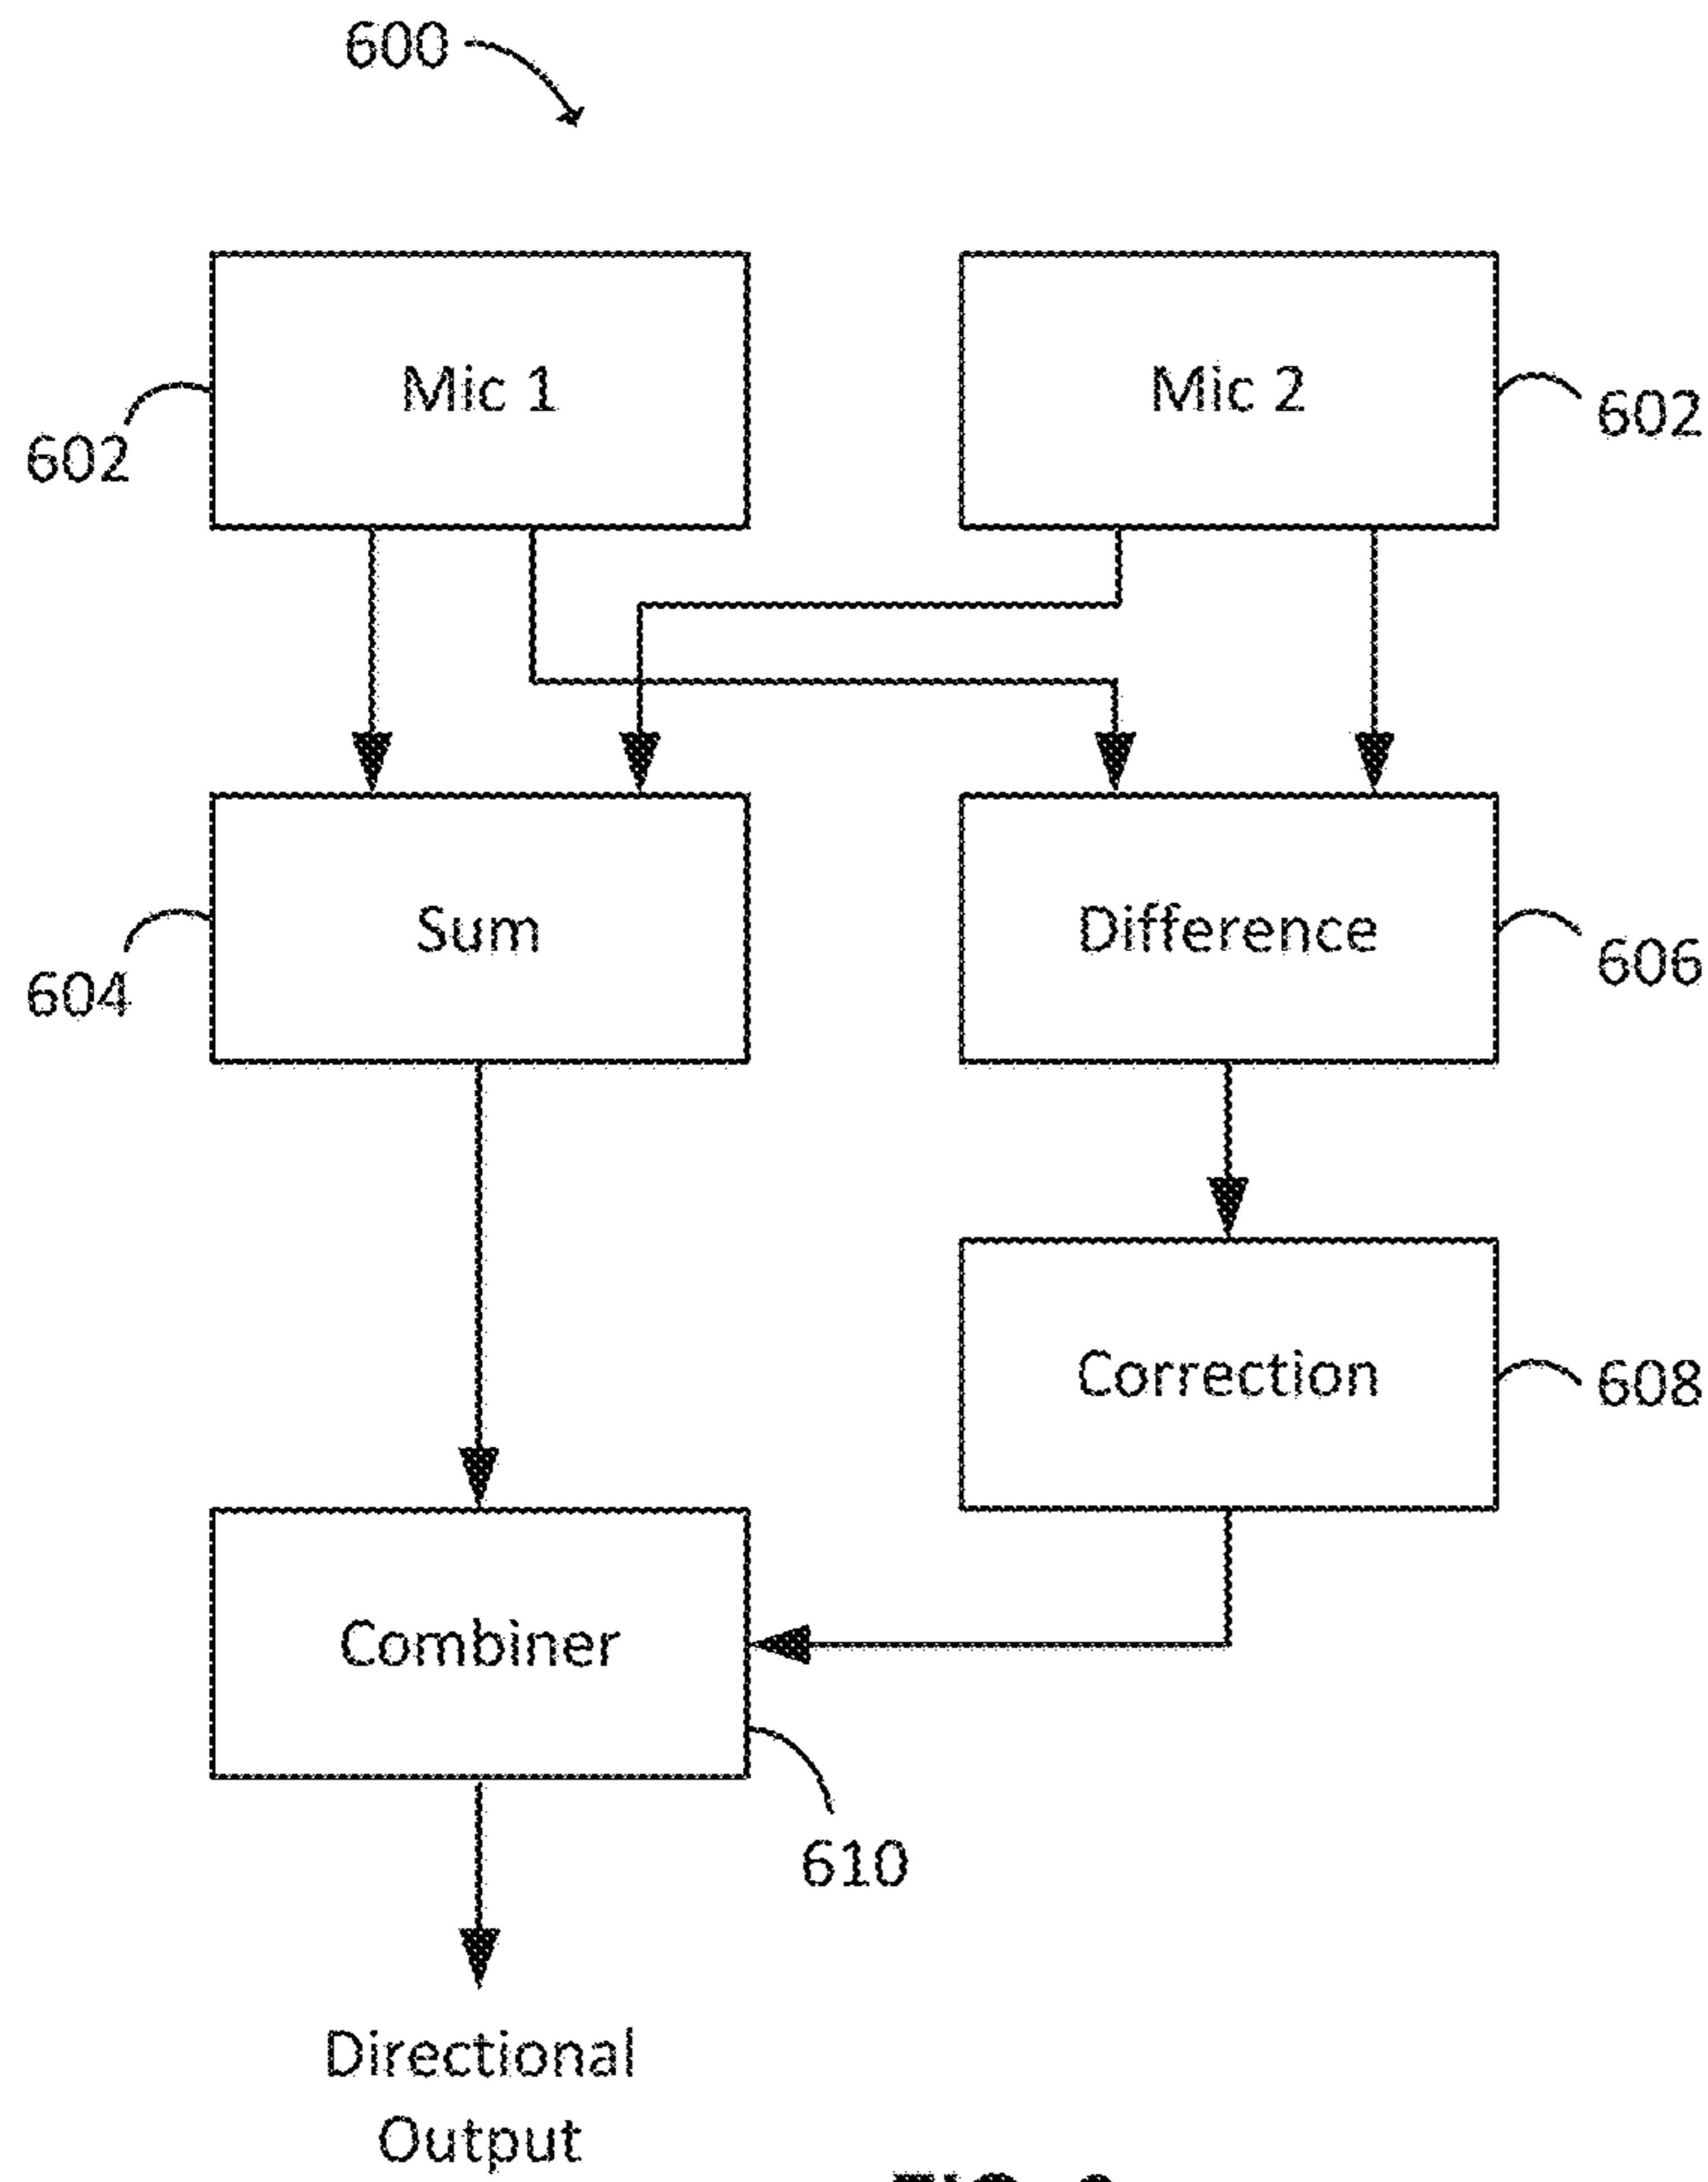 600
Mic 1
Mic 2
602
602
Sum
Difference
604
606
Correction
608
Combiner
610
Directional
Output